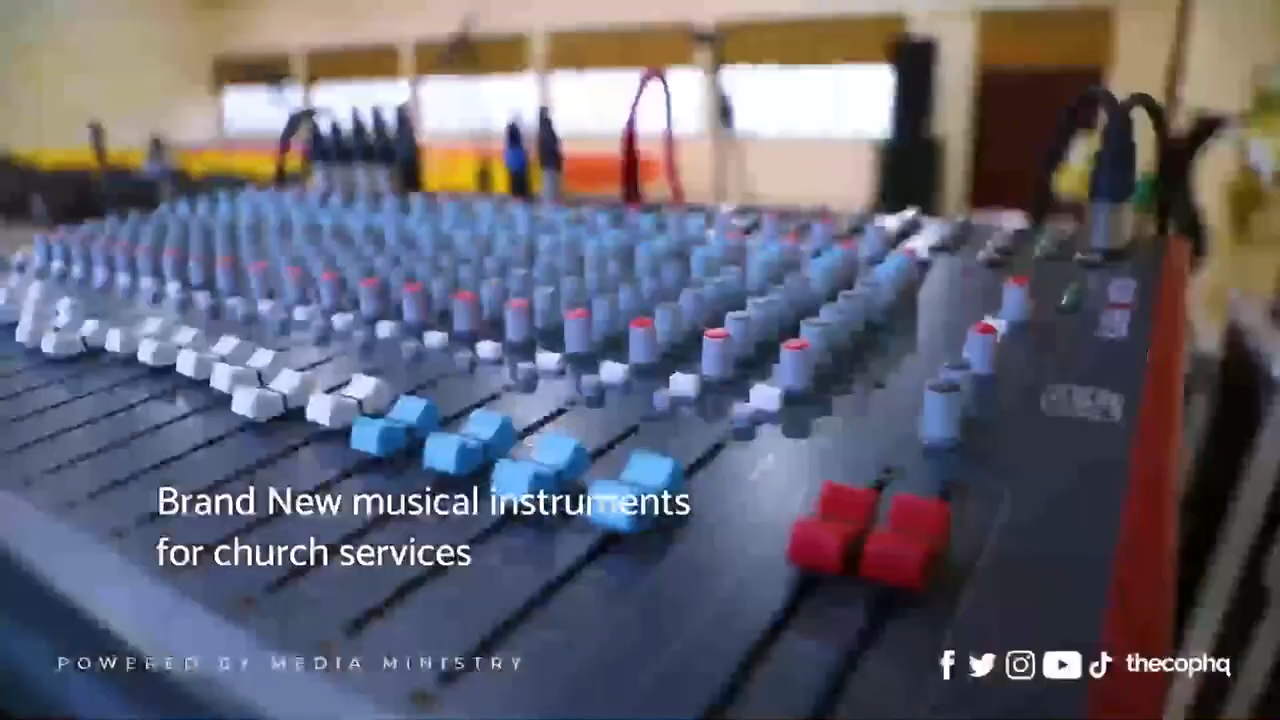 Brand New musical instruments
for church services
POWERED BY MEDIA MINISTRY
thecophq